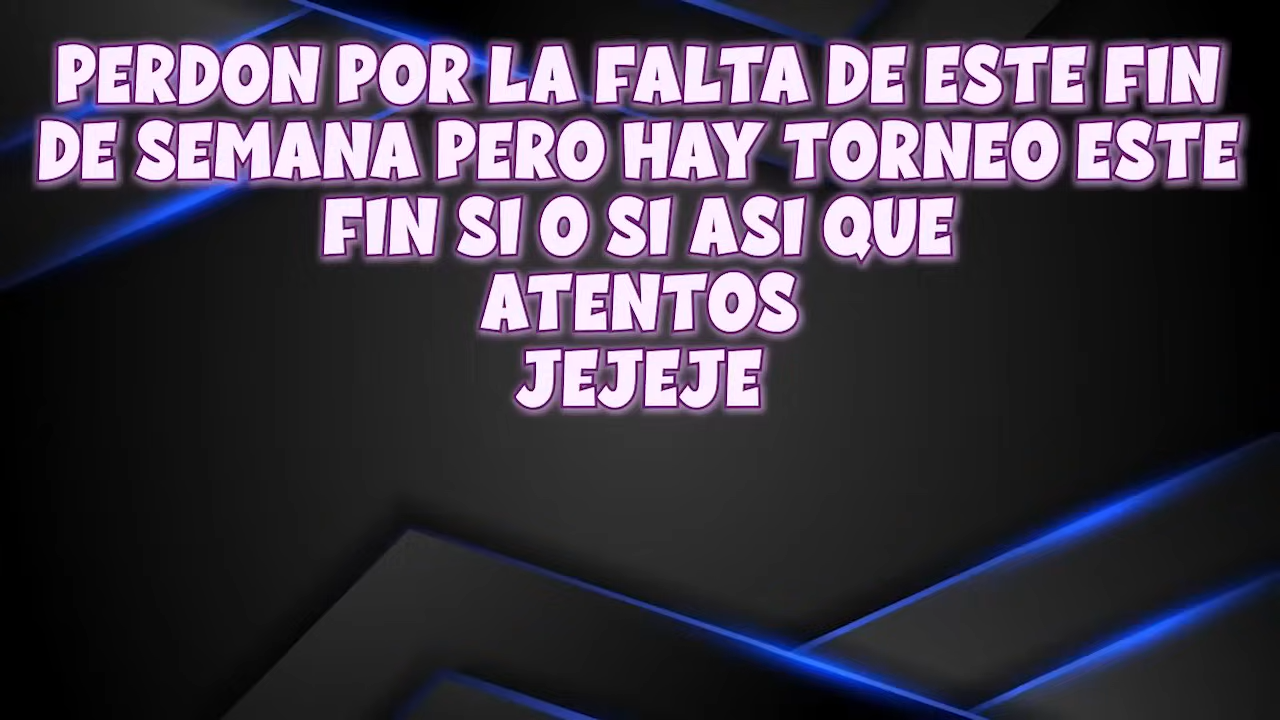 PERDON POR LA FALTA DE ESTE FIN
DE SEMANA PERO HAY TORNEO ESTE
FIN SI O SI ASI QUE
ATENTOS
JEJEJE